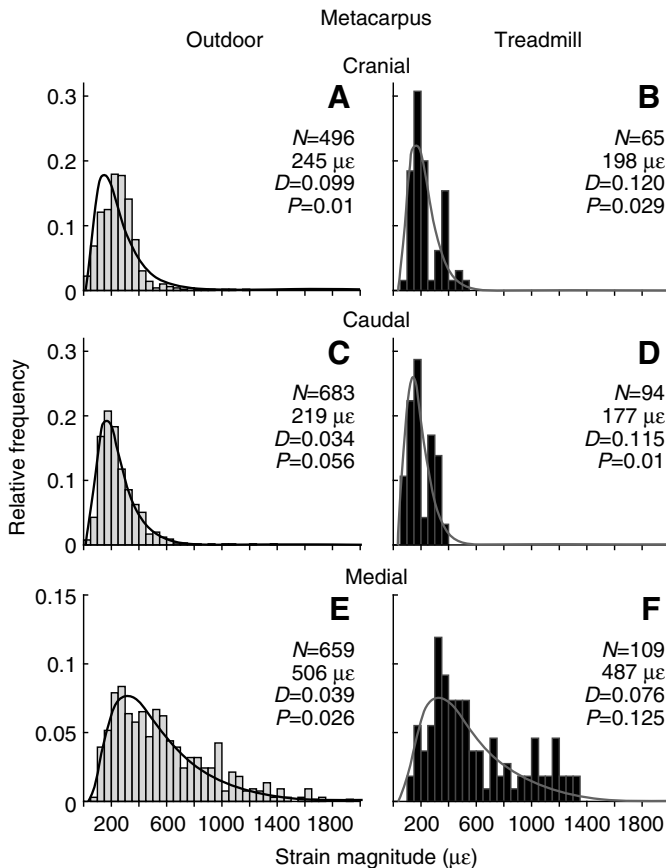 Metacarpus
Outdoor Treadmill
Cranial
A
N=496
245 με
D=0.099
P=0.01
0.3
0.2
0.1
0
B
N=65
198 με
D=0.120
P=0.029
Caudal
C
N=683
219 με
D=0.034
P=0.056
0.3
0.2
0.1
0
D
N=94
177 με
D=0.115
P=0.01
Relative frequency
Medial
E
N=659
506 με
D=0.039
P=0.026
0.15
0.1
0.05
0
F
N=109
487 με
D=0.076
P=0.125
200 600 1000 1400 1800 200 600 1000 1400 1800
Strain magnitude (με)